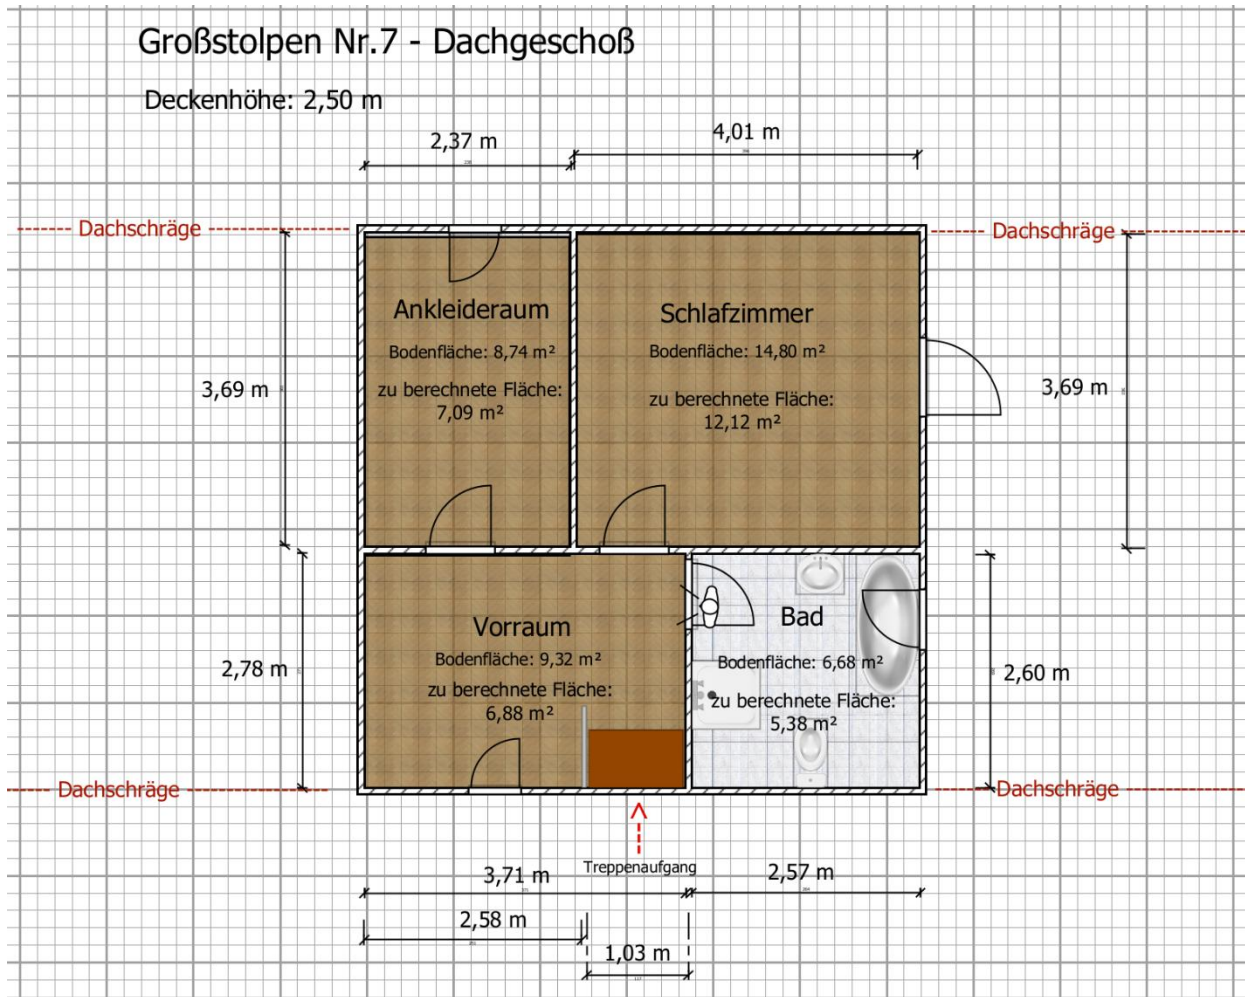 Großstolpen Nr.7 - Dachgeschoß
Deckenhöhe: 2,50 m
2,37 m
4,01 m
Dachschräge
Dachschräge
Ankleideraum
Bodenfläche: 8,74 m²
zu berechnete Fläche:
7,09 m²
Schlafzimmer
Bodenfläche: 14,80 m²
zu berechnete Fläche:
12,12 m²
3,69 m
3,69 m
Vorraum
Bodenfläche: 9,32 m²
zu berechnete Fläche:
6,88 m²
Bad
Bodenfläche: 6,68 m²
zu berechnete Fläche:
5,38 m²
2,78 m
2,60 m
Dachschräge
Dachschräge
Treppenaufgang
3,71 m
2,57 m
2,58 m
1,03 m